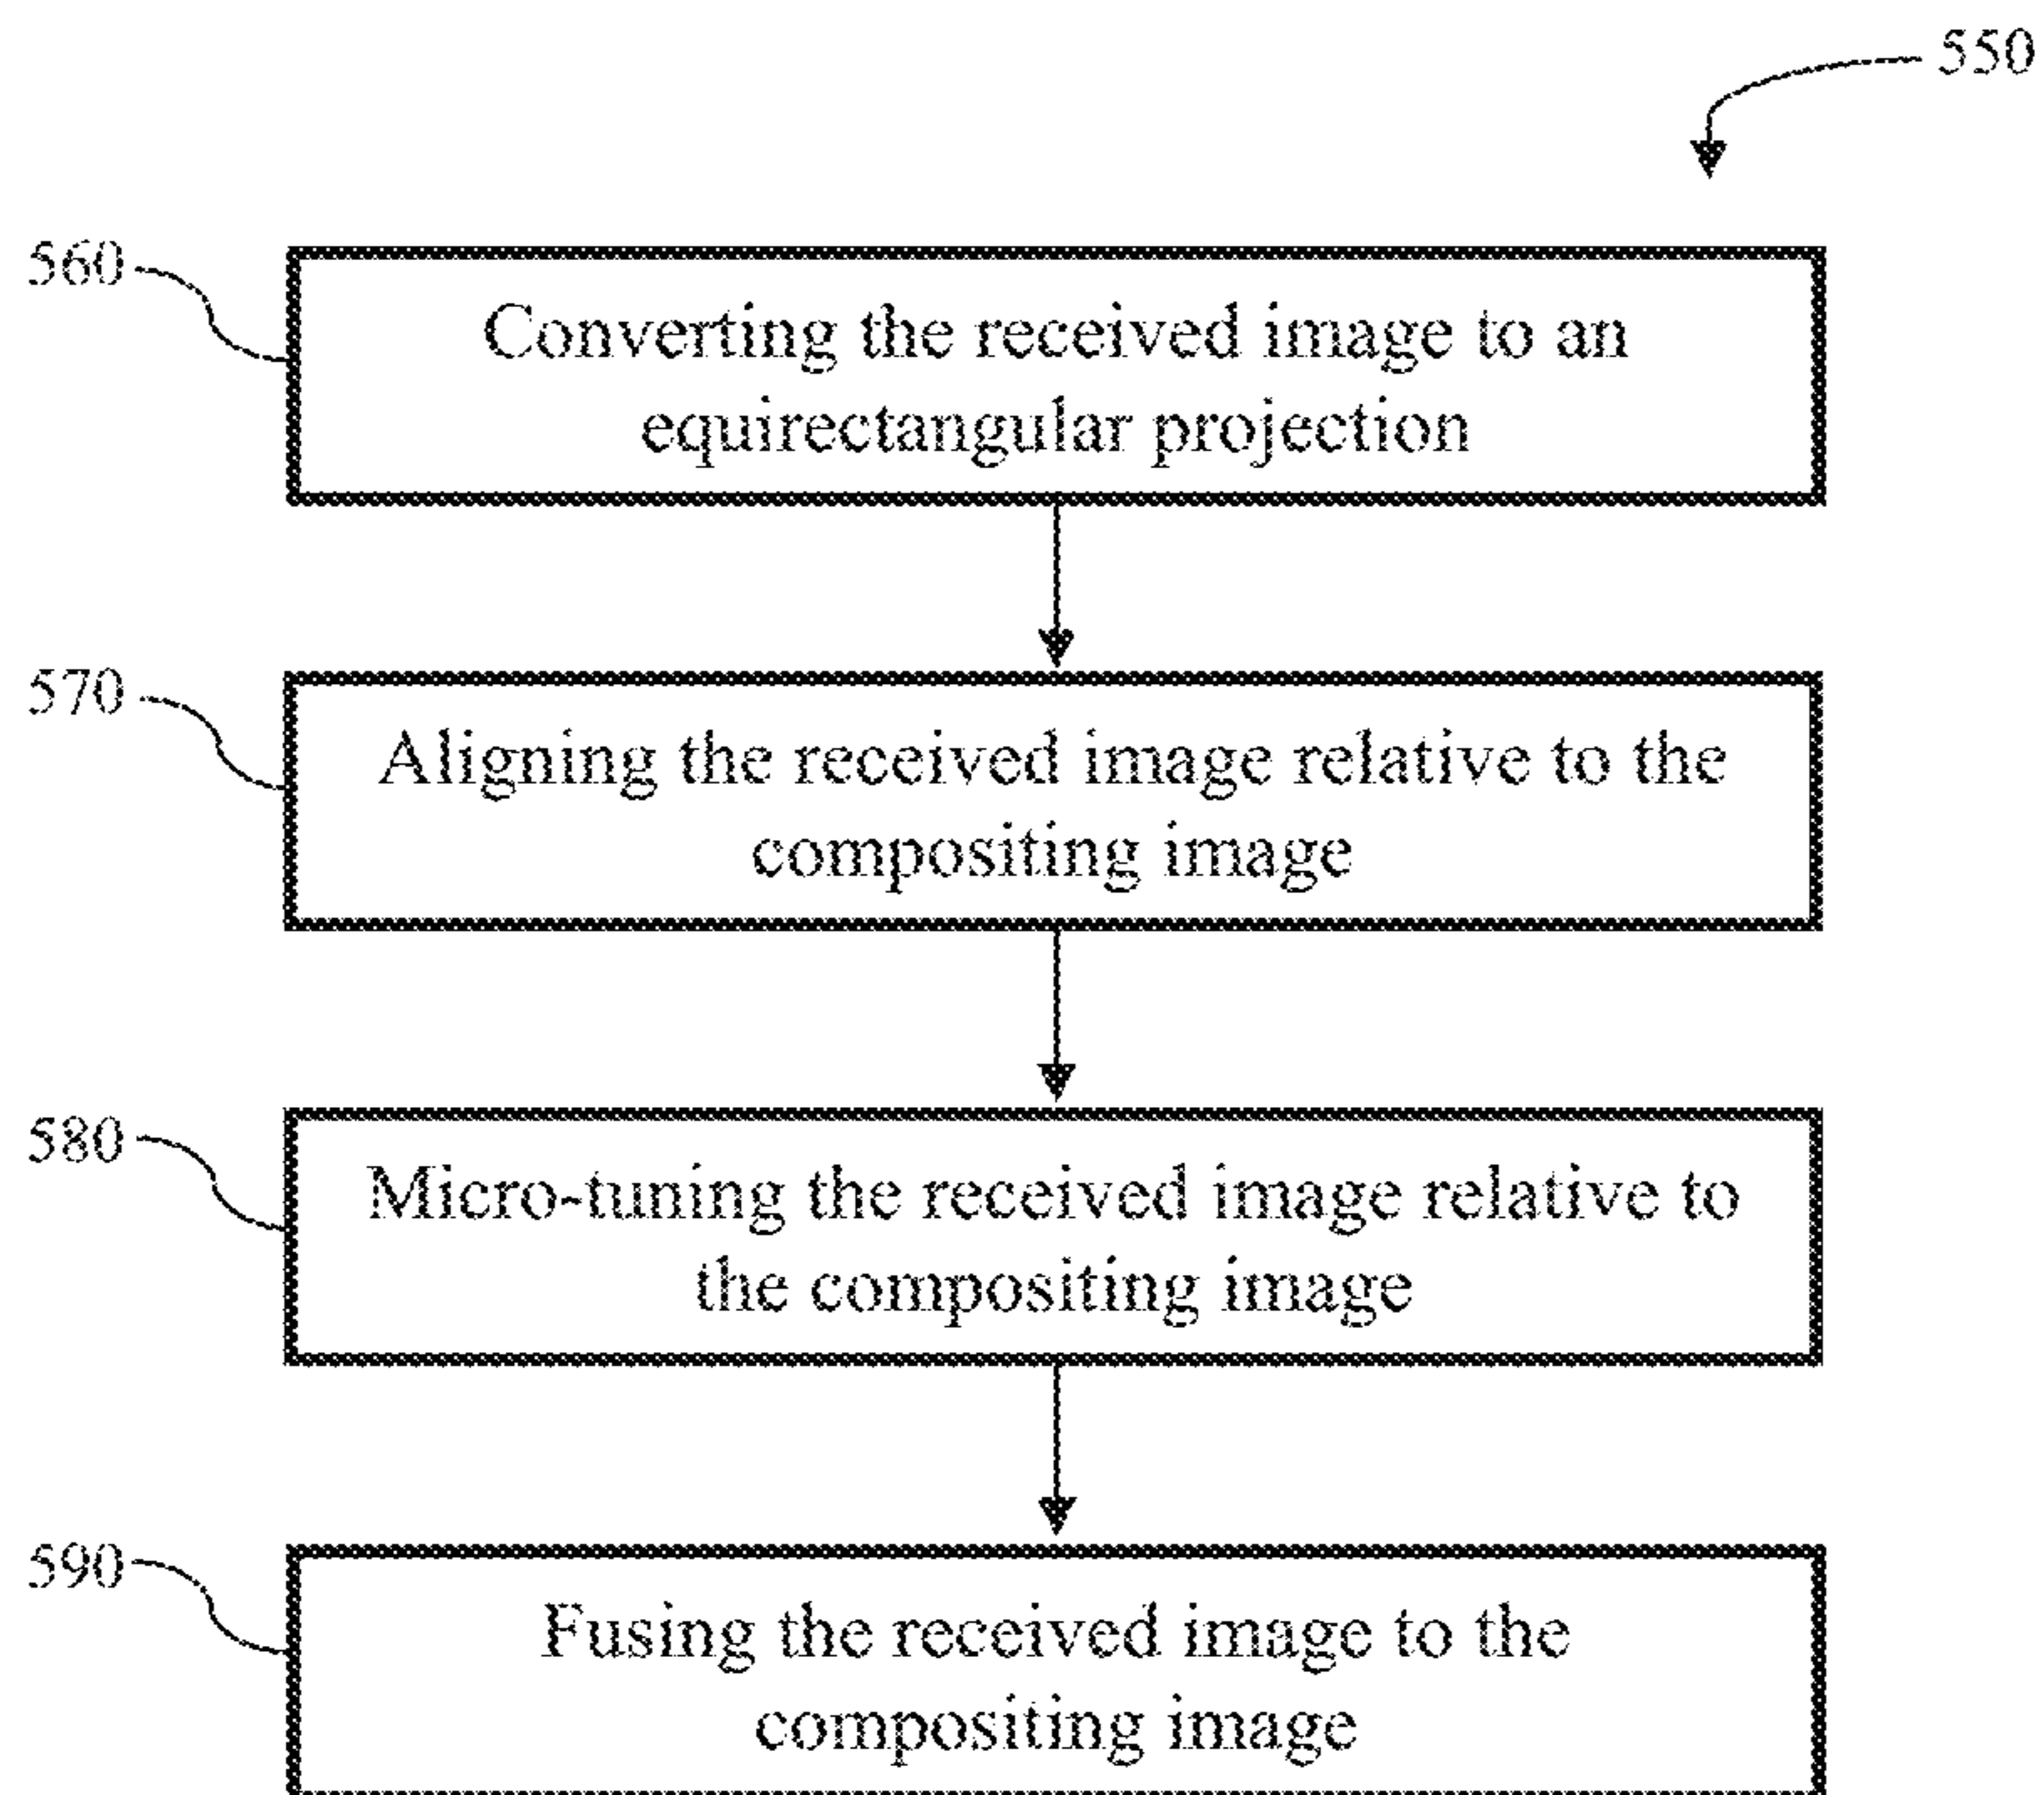 550
560
Converting the received image to an
equirectangular projection
570
Aligning the received image relative to the
compositing image
580
Micro-tuning the received image relative to
the compositing image
590
Fusing the received image to the
compositing image